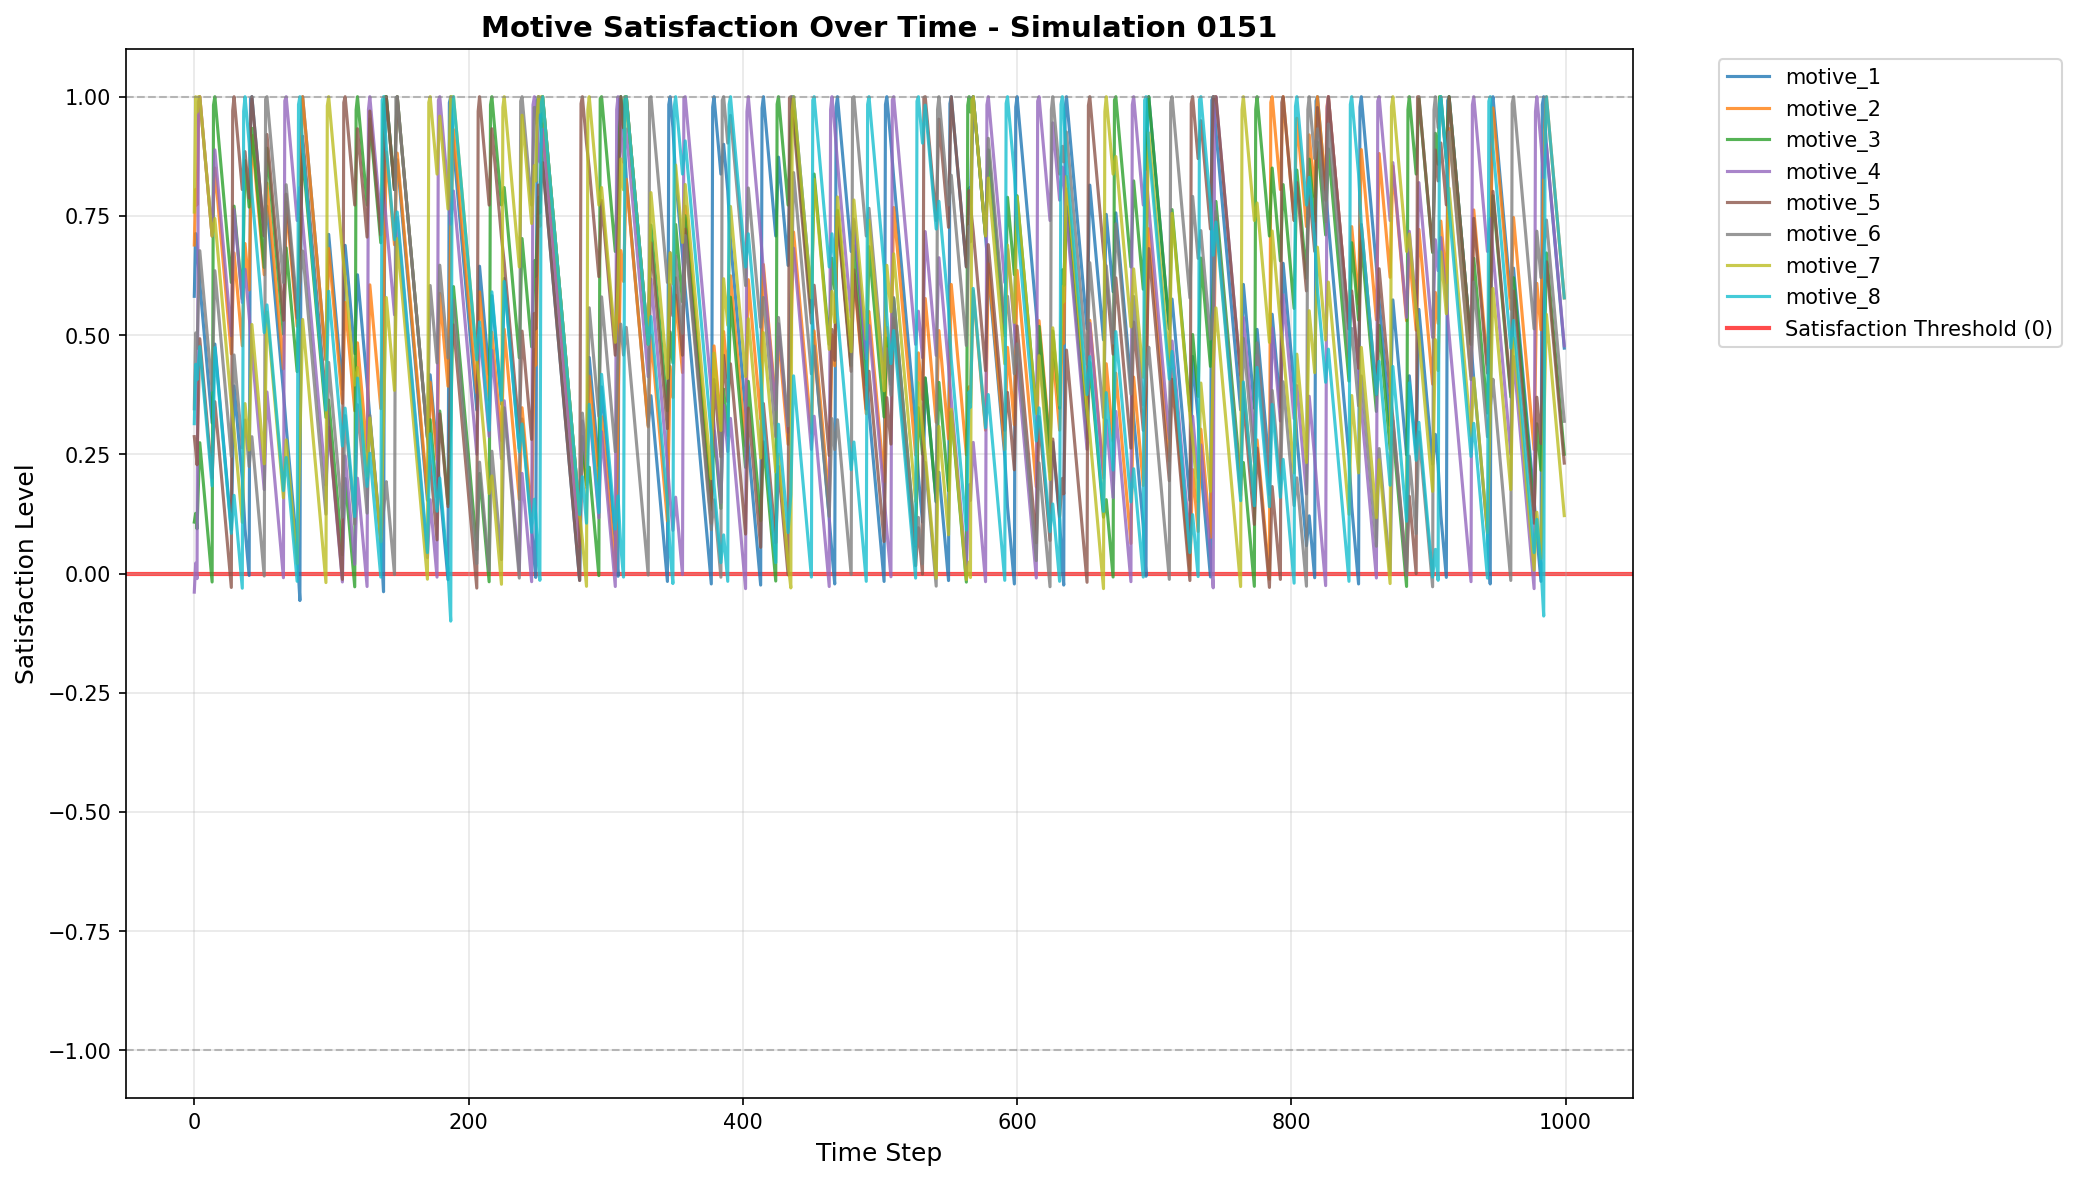 Motive Satisfaction Over Time - Simulation 0151
1.00
0.75
0.50
0.25
0.00
−0.25
−0.50
−0.75
−1.00
Satisfaction Level
0
200
400
600
800
1000
Time Step
motive_1
motive_2
motive_3
motive_4
motive_5
motive_6
motive_7
motive_8
Satisfaction Threshold (0)